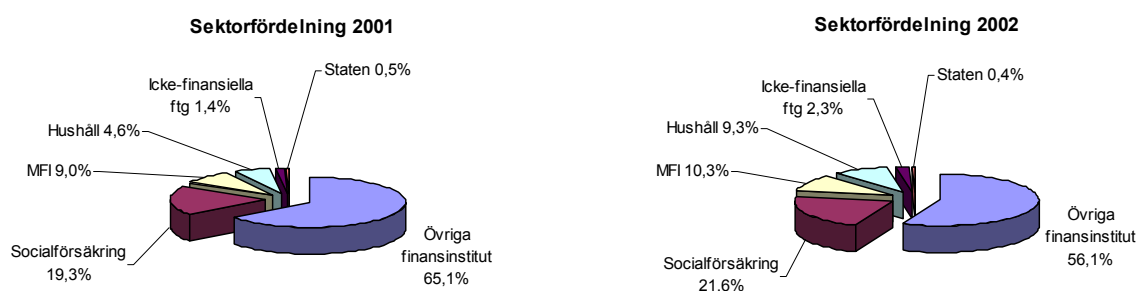 Sektorfördelning 2001
Staten 0,5%
Icke-finansiella
ftg 1,4%
Hushåll 4,6%
MFI 9,0%
Socialförsäkring
19,3%
Övriga
finansinstitut
65,1%
Sektorfördelning 2002
Staten 0,4%
Icke-finansiella
ftg 2,3%
Hushåll 9,3%
MFI 10,3%
Socialförsäkring
21,6%
Övriga
finansinstitut
56,1%